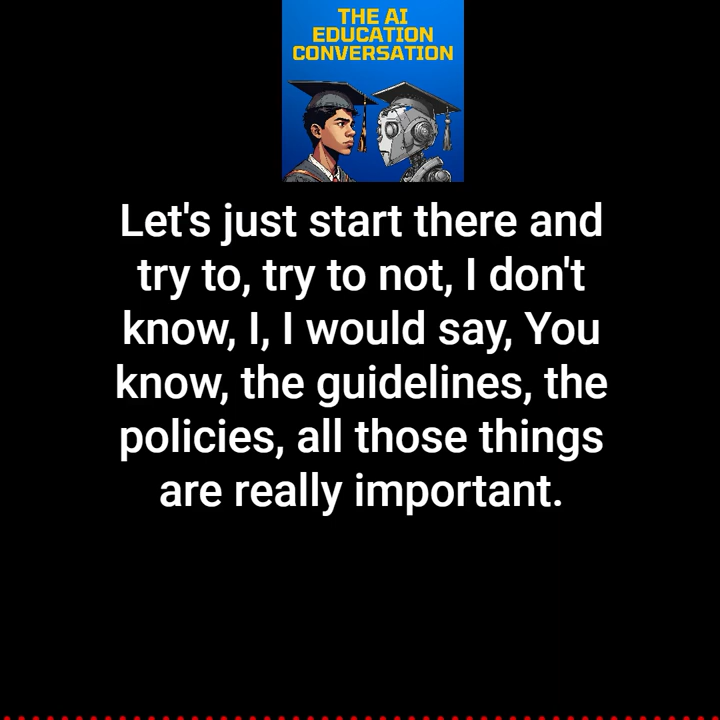 THE AI
EDUCATION
CONVERSATION
Let's just start there and
try to, try to not, I don't
know, I, I would say, You
know, the guidelines, the
policies, all those things
are really important.